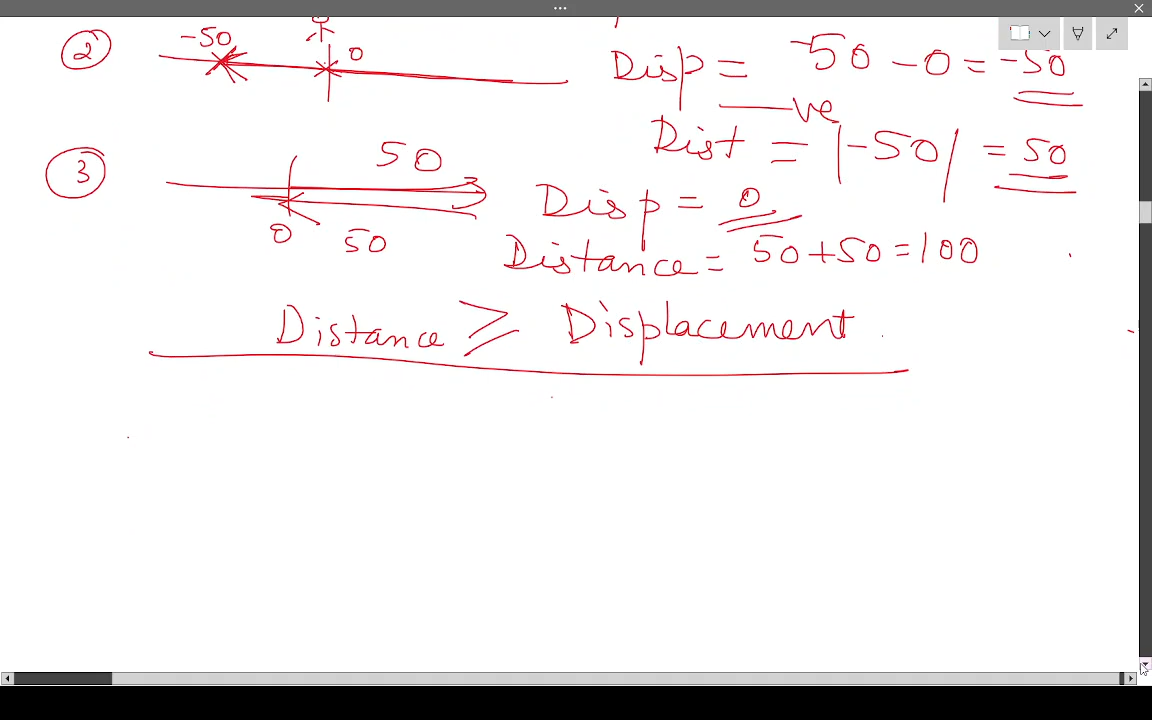 ② -50 0 Disp = -50 - 0 = -50
-ve
Dist = |-50| = 50
③ 50 Disp = 0
0 50 Distance = 50+50=100
Distance ≥ Displacement